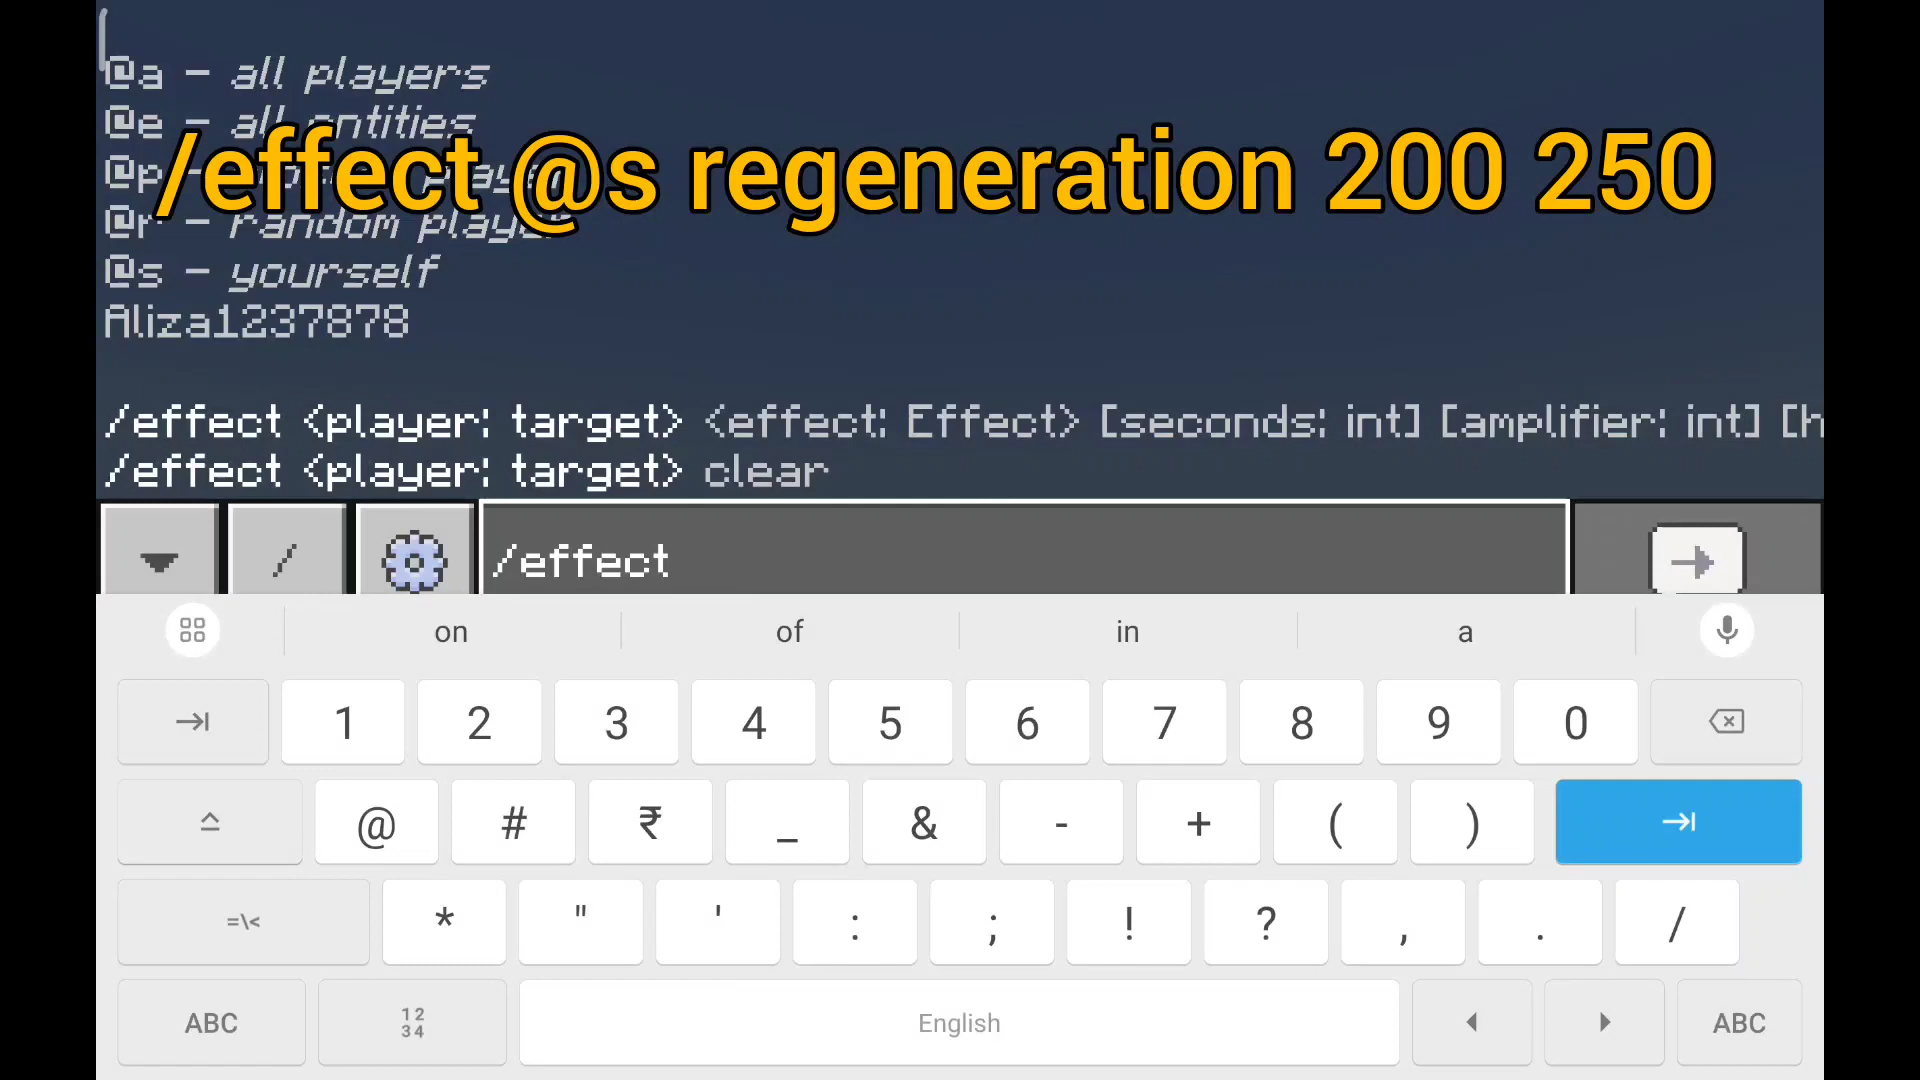 @a - all players
@e - all entities
/effect @s regeneration 200 250
@p -
@r - random player
@s - yourself
Aliza1237878
/effect <player: target> <effect: Effect> [seconds: int] [amplifier: int] [h
/effect <player: target> clear
/ /effect
on of in a
1 2 3 4 5 6 7 8 9 0
@ # ₹ _ & - + ( )
=\< * " ' : ; ! ? , . /
ABC 12 English ABC
34